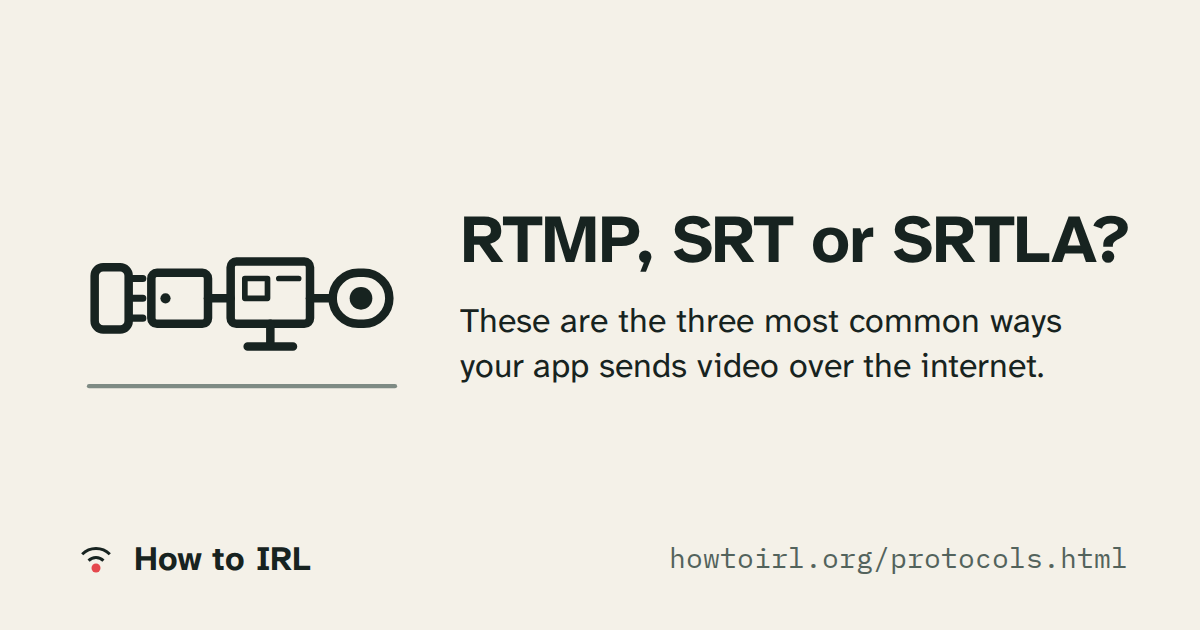 RTMP, SRT or SRTLA?
These are the three most common ways
your app sends video over the internet.
How to IRL
howtoirl.org/protocols.html